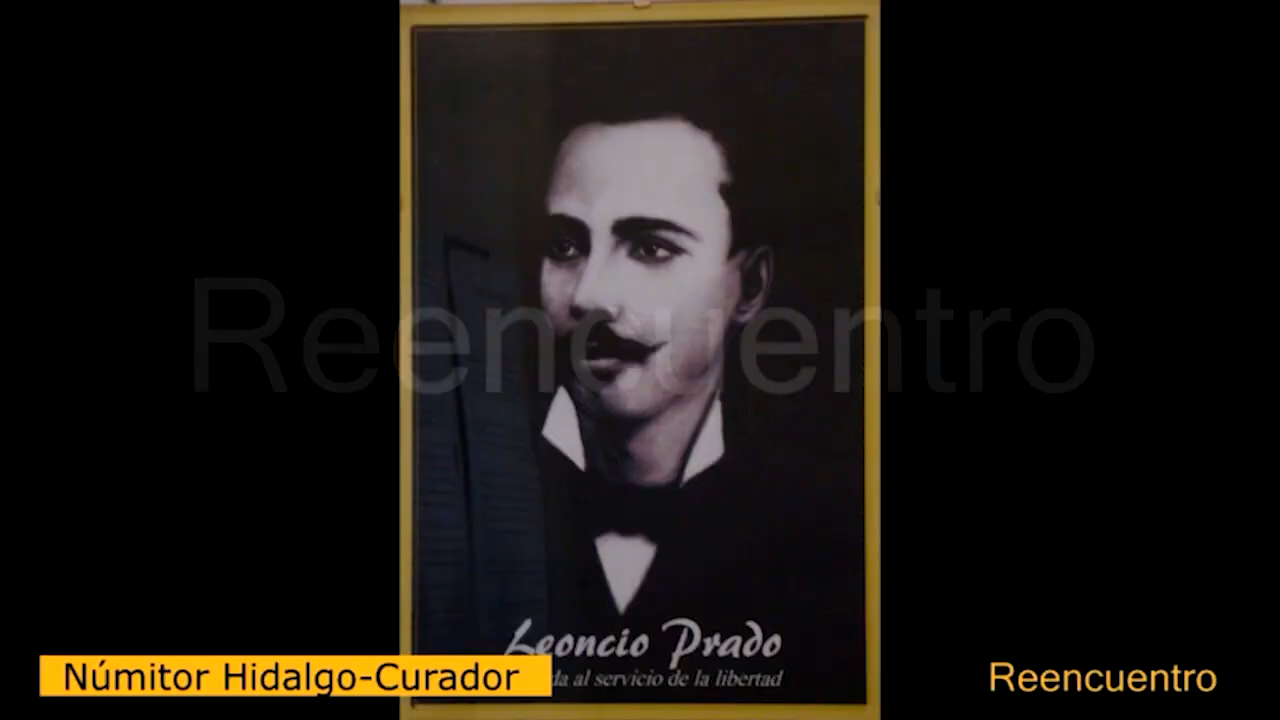 Reencuentro
Leoncio Prado
da al servicio de la libertad
Númitor Hidalgo-Curador
Reencuentro